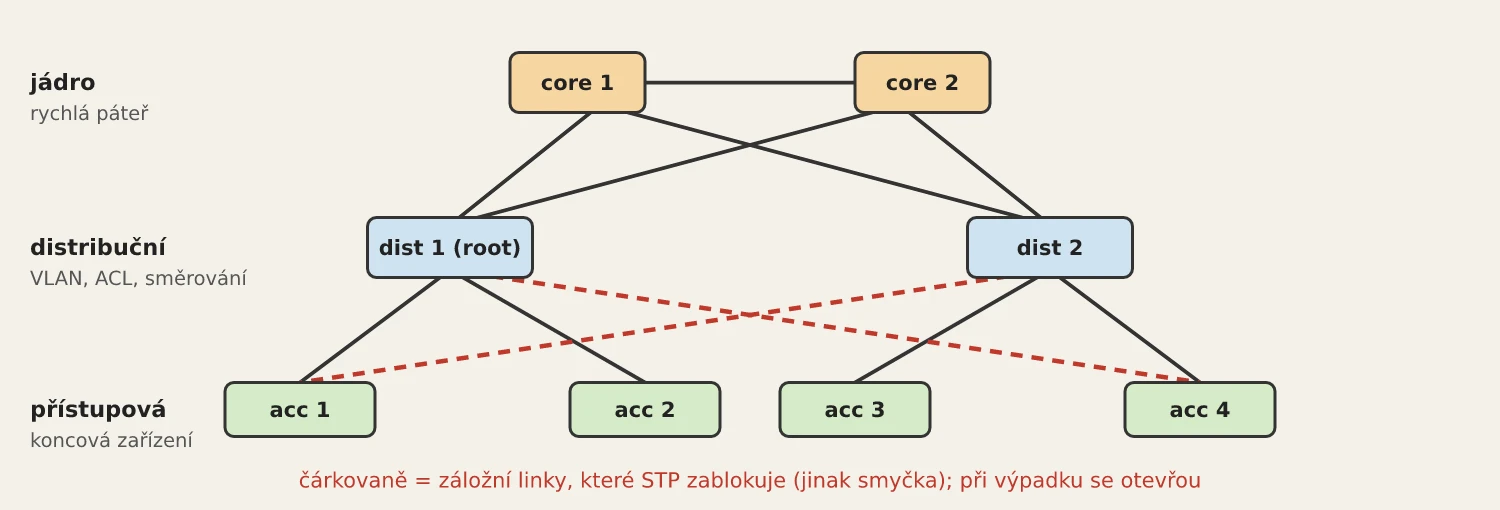 jádro
rychlá páteř
core 1
core 2
distribuční
VLAN, ACL, směrování
dist 1 (root)
dist 2
přístupová
koncová zařízení
acc 1
acc 2
acc 3
acc 4
čárkovaně = záložní linky, které STP zablokuje (jinak smyčka); při výpadku se otevřou